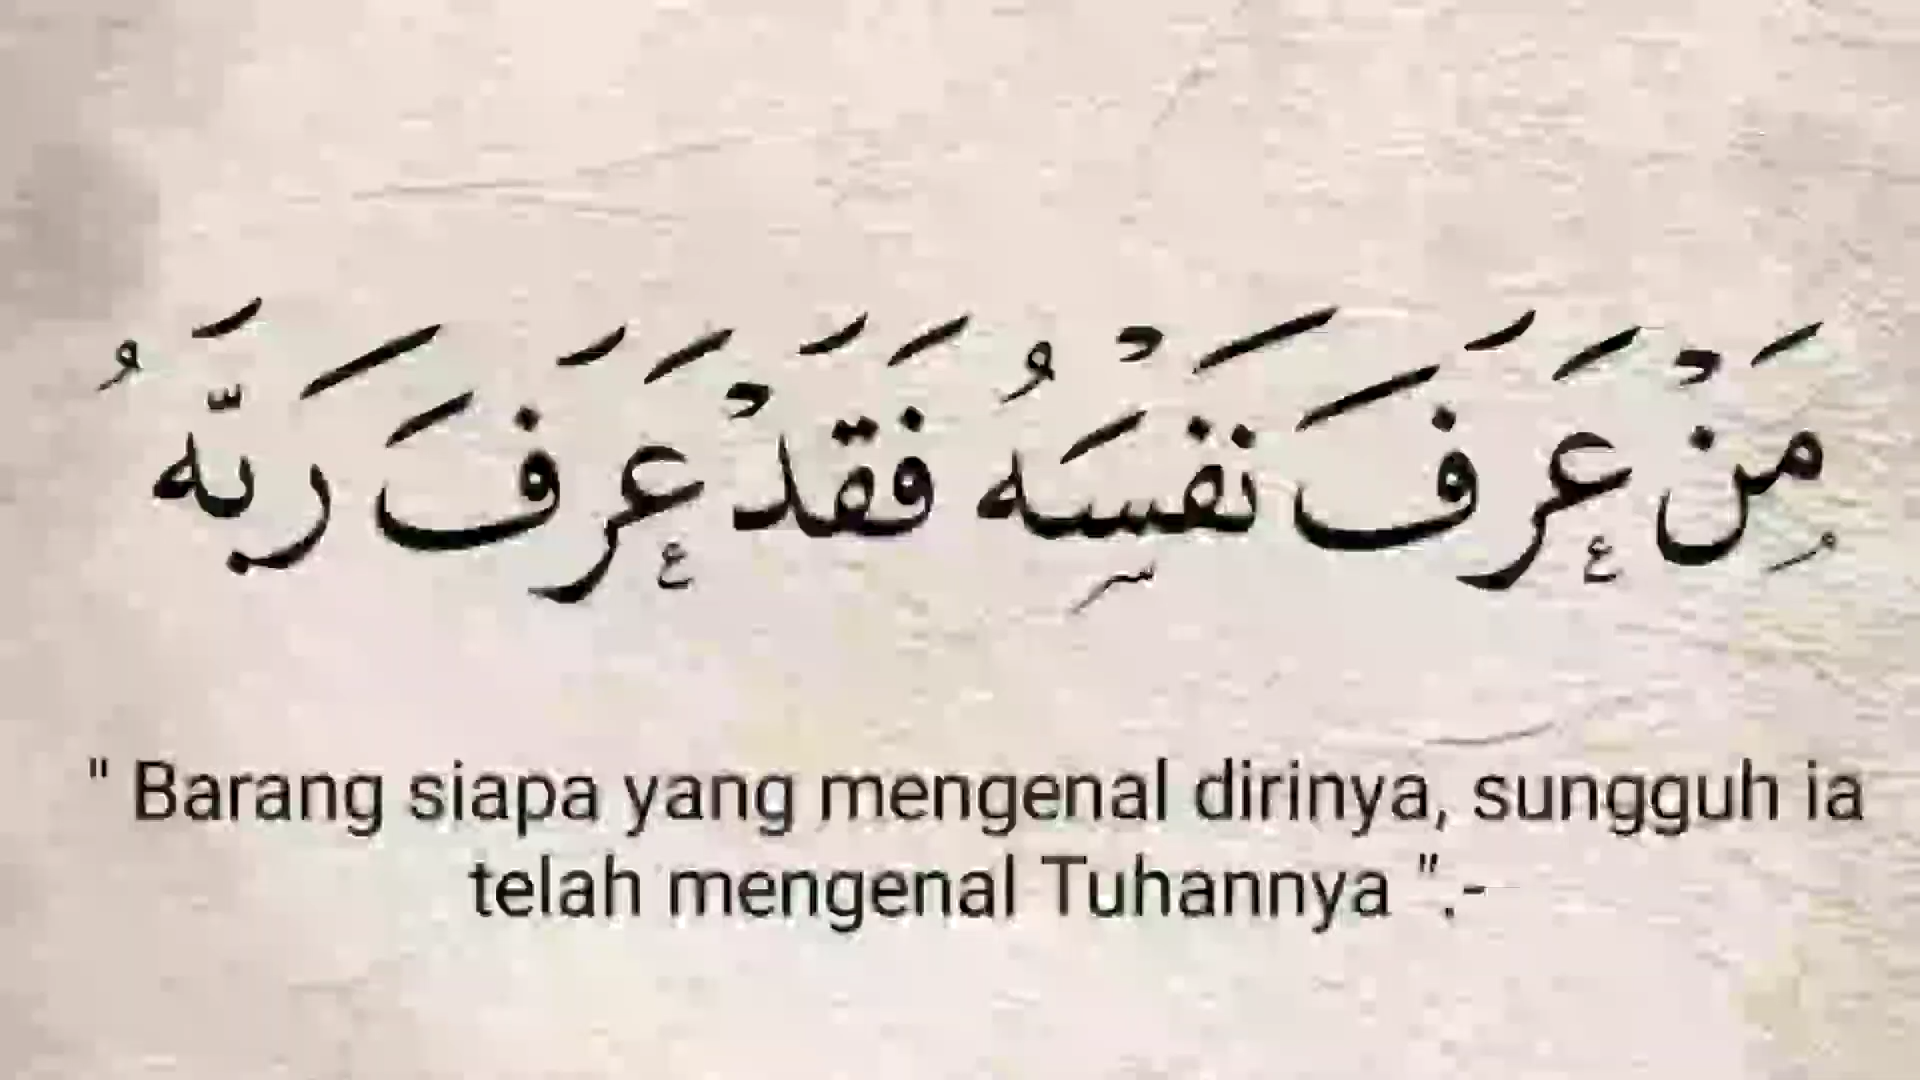 مَنْ عَرَفَ نَفْسَهُ فَقَدْ عَرَفَ رَبَّهُ
" Barang siapa yang mengenal dirinya, sungguh ia
telah mengenal Tuhannya ".-